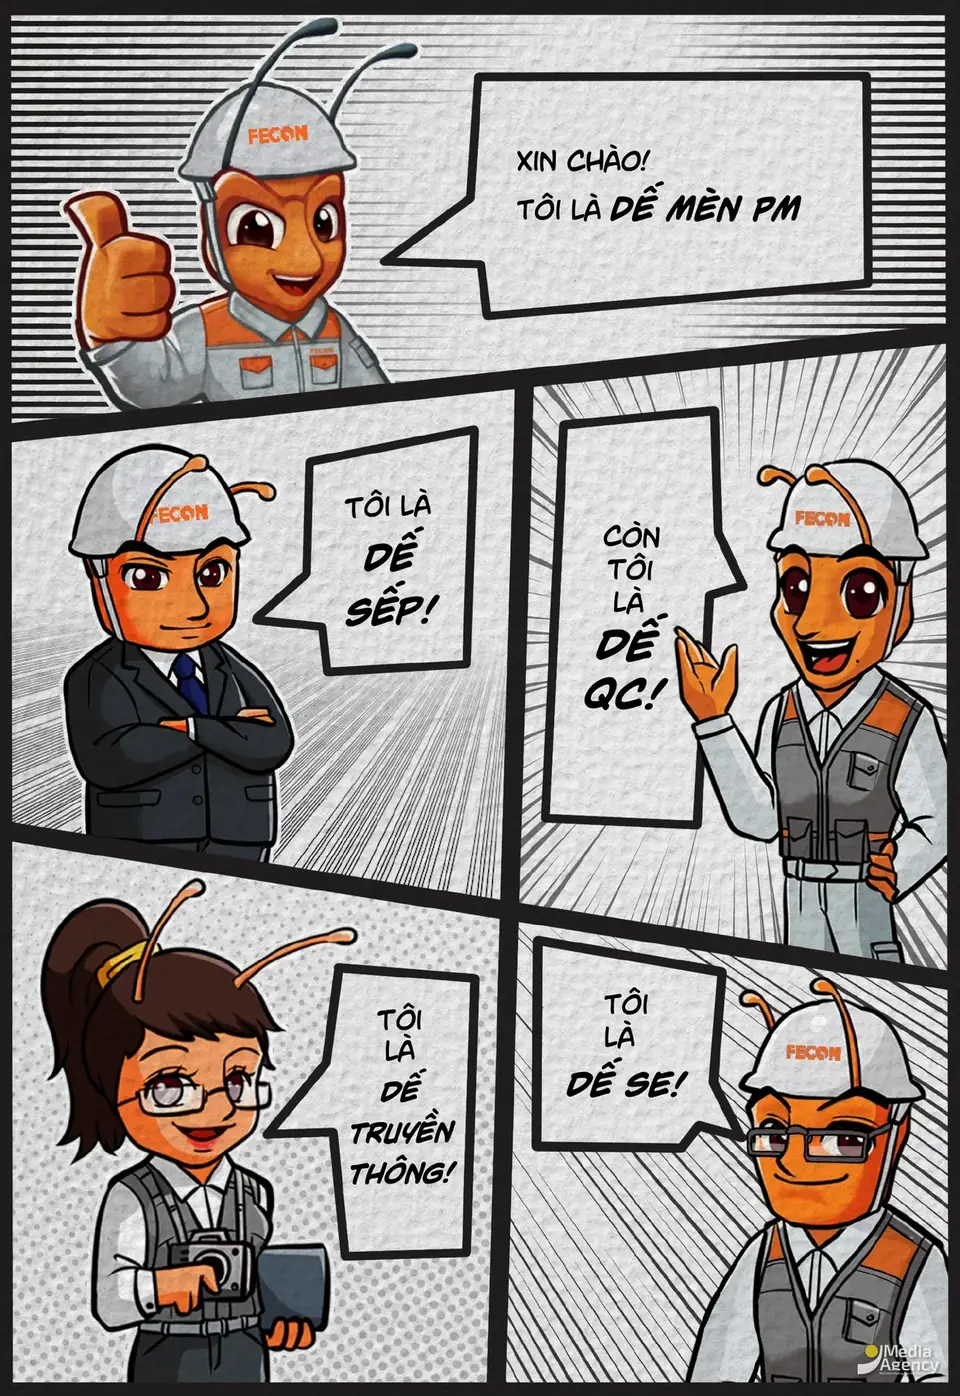 FECON
XIN CHÀO!
TÔI LÀ DẾ MÈN PM
FECON
FECON
TÔI LÀ
DẾ
SẾP!
CÒN
TÔI
LÀ
DẾ
QC!
FECON
TÔI
LÀ
DẾ
TRUYỀN
THÔNG!
TÔI
LÀ
DẾ SE!
FECON
Media
Agency